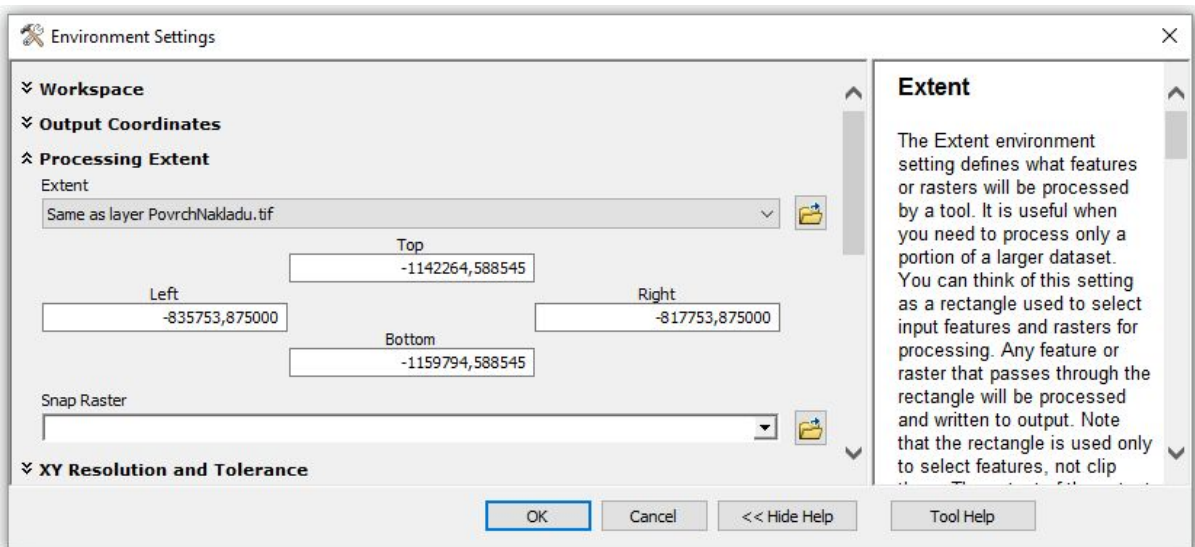 Environment Settings
Workspace
Output Coordinates
Processing Extent
Extent
Same as layer PovrchNakladu.tif
Top
-1142264,588545
Left
Right
-835753,875000
-817753,875000
Bottom
-1159794,588545
Snap Raster
XY Resolution and Tolerance
OK
Cancel
<< Hide Help
Tool Help
Extent
The Extent environment
setting defines what features
or rasters will be processed
by a tool. It is useful when
you need to process only a
portion of a larger dataset.
You can think of this setting
as a rectangle used to select
input features and rasters for
processing. Any feature or
raster that passes through the
rectangle will be processed
and written to output. Note
that the rectangle is used only
to select features, not clip